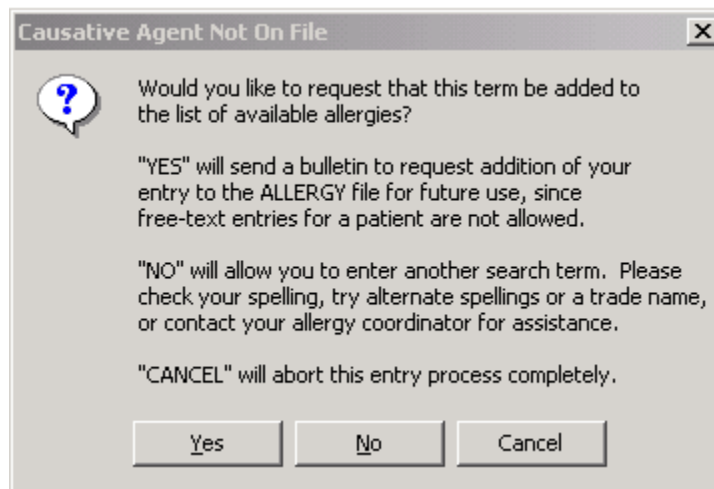 Causative Agent Not On File
Would you like to request that this term be added to
the list of available allergies?
"YES" will send a bulletin to request addition of your
entry to the ALLERGY file for future use, since
free-text entries for a patient are not allowed.
"NO" will allow you to enter another search term.  Please
check your spelling, try alternate spellings or a trade name,
or contact your allergy coordinator for assistance.
"CANCEL" will abort this entry process completely.
Yes No Cancel